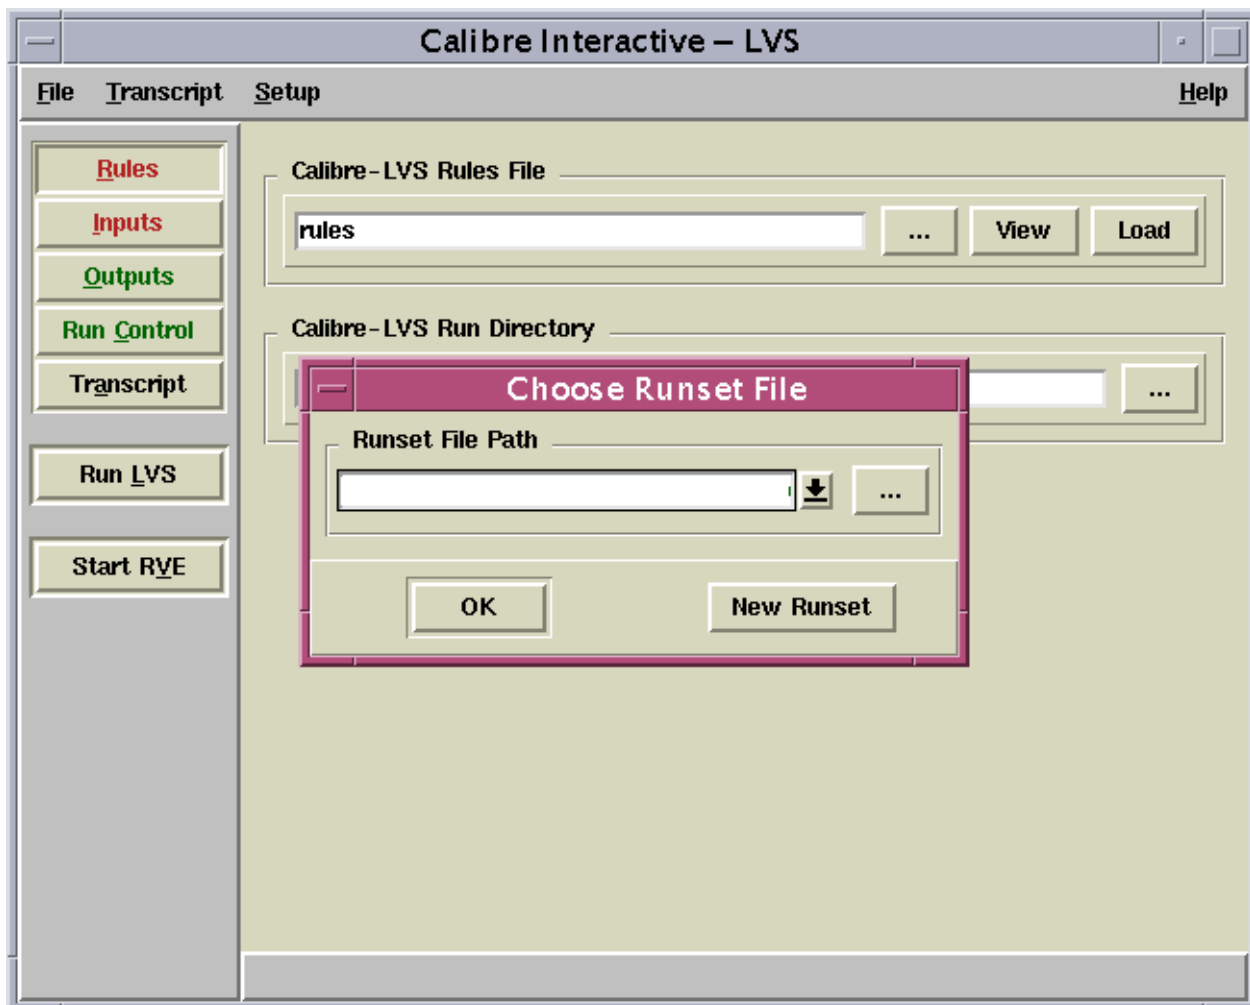 Calibre Interactive – LVS
File Transcript Setup Help
Rules
Inputs
Outputs
Run Control
Transcript
Run LVS
Start RVE
Calibre-LVS Rules File
rules ... View Load
Calibre-LVS Run Directory
...
Choose Runset File
Runset File Path
...
OK New Runset